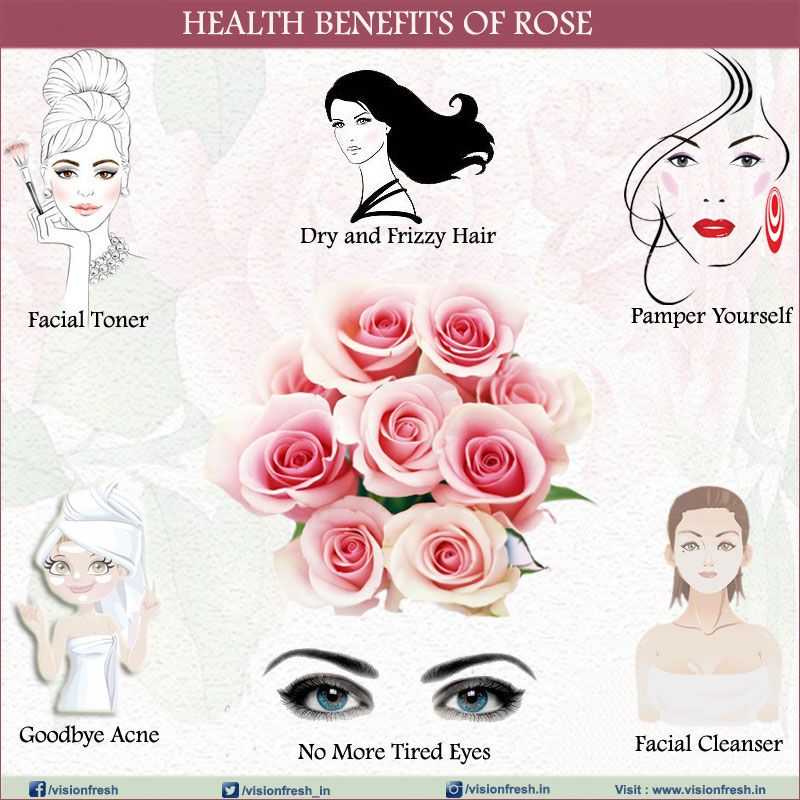 HEALTH BENEFITS OF ROSE
Dry and Frizzy Hair
Facial Toner
Pamper Yourself
Goodbye Acne
No More Tired Eyes
Facial Cleanser
/visionfresh
/visionfresh_in
/visionfresh.in
Visit : www.visionfresh.in